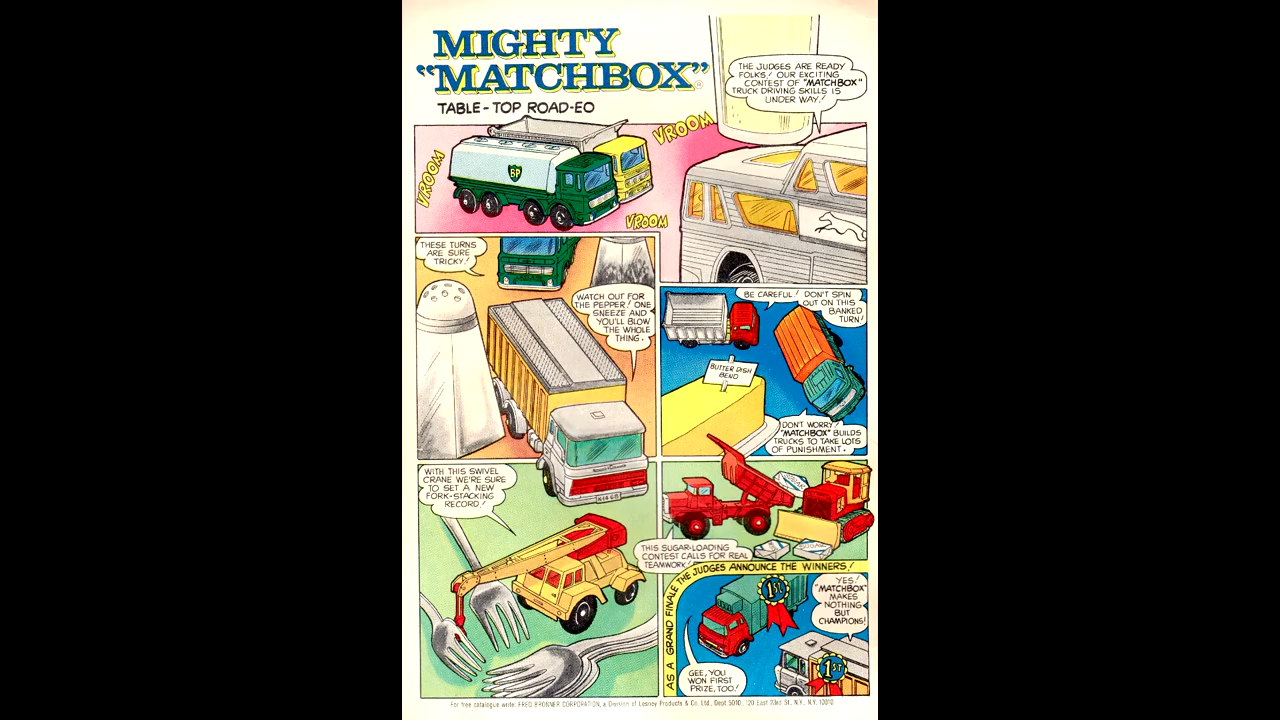 MIGHTY
"MATCHBOX"
TABLE-TOP ROAD-EO
THE JUDGES ARE READY
FOLKS! OUR EXCITING
CONTEST OF "MATCHBOX"
TRUCK DRIVING SKILLS IS
UNDER WAY!
VROOM
VROOM
BP
VROOM
THESE TURNS
ARE SURE
TRICKY!
WATCH OUT FOR
THE PEPPER! ONE
SNEEZE AND
YOU'LL BLOW
THE WHOLE
THING.
BE CAREFUL! DON'T SPIN
OUT ON THIS
BANKED
TURN!
BUTTER DISH
BEND
DON'T WORRY!
"MATCHBOX" BUILDS
TRUCKS TO TAKE LOTS
OF PUNISHMENT.
WITH THIS SWIVEL
CRANE WE'RE SURE
TO SET A NEW
FORK-STACKING
RECORD!
SUGAR
SUGAR
THIS SUGAR-LOADING
CONTEST CALLS FOR REAL
TEAMWORK!
AS A GRAND FINALE THE JUDGES ANNOUNCE THE WINNERS!
1ST
YES!
"MATCHBOX"
MAKES
NOTHING
BUT
CHAMPIONS!
GEE, YOU
WON FIRST
PRIZE, TOO!
1ST
For free catalogue write: FRED BRONNER CORPORATION, a Division of Lesney Products & Co. Ltd., Dept. 5010, 120 East 23rd St., N.Y., N.Y. 10010